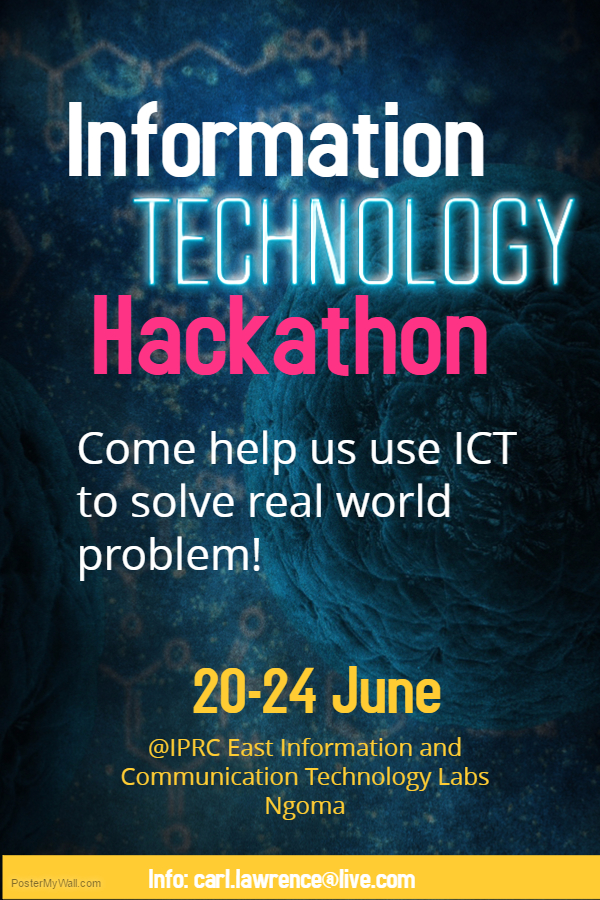 SO₃H
Information
TECHNOLOGY
Hackathon
Come help us use ICT
to solve real world
problem!
20-24 June
@IPRC East Information and
Communication Technology Labs
Ngoma
PosterMyWall.com
Info: carl.lawrence@live.com